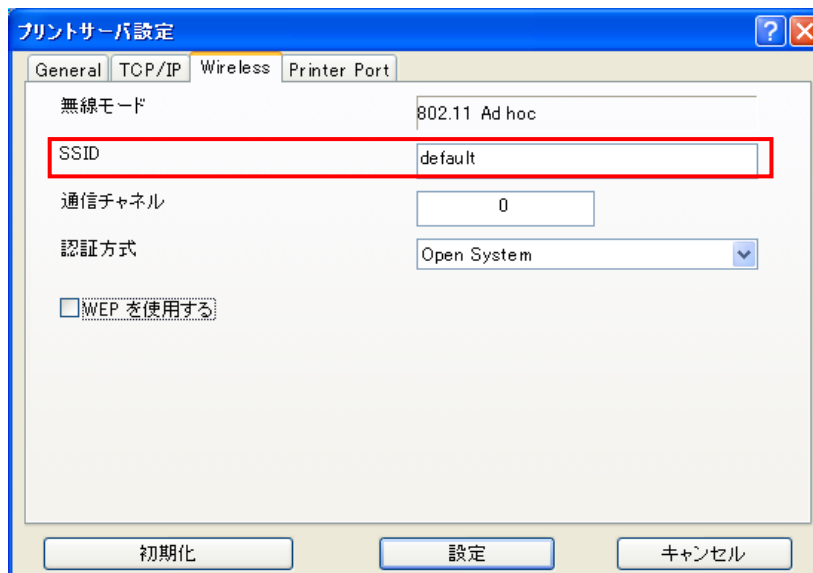 プリントサーバ設定
General TCP/IP Wireless Printer Port
無線モード 802.11 Ad hoc
SSID default
通信チャネル 0
認証方式 Open System
WEP を使用する
初期化 設定 キャンセル